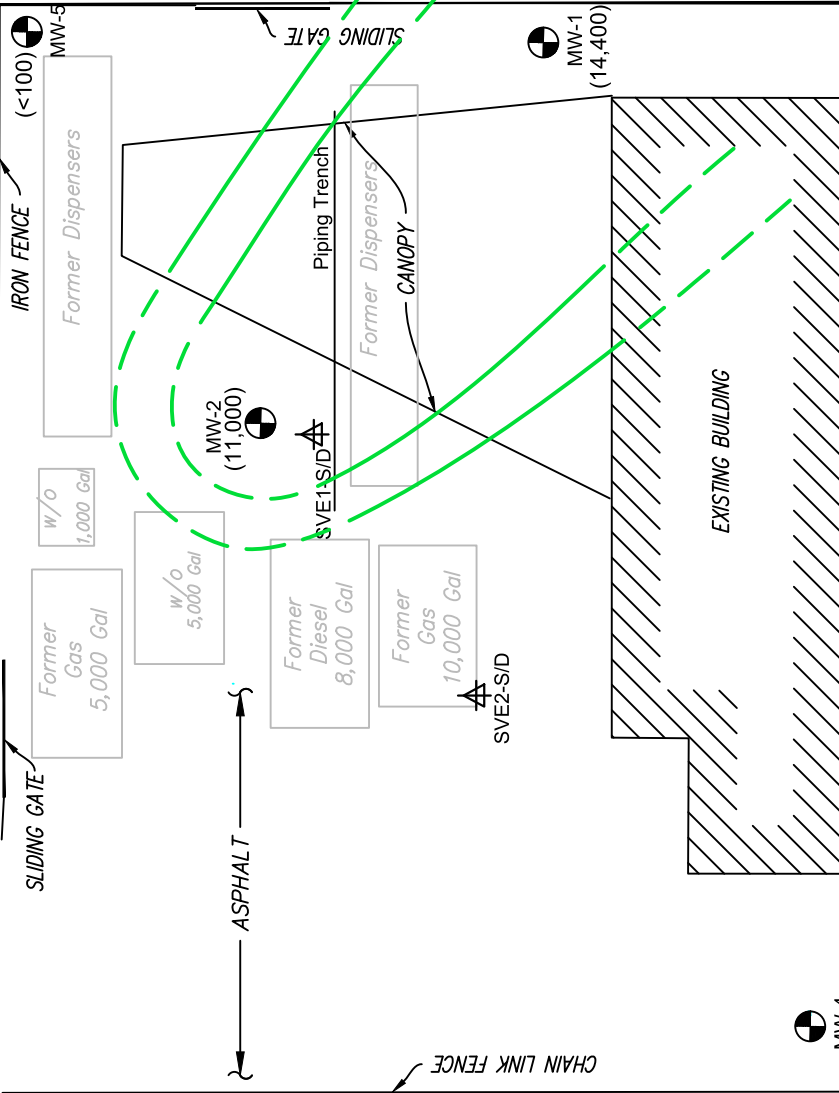 SLIDING GATE
MW-5
(<100)
MW-1
(14,400)
IRON FENCE
Former Dispensers
Piping Trench
Former Dispensers
CANOPY
MW-2
(11,000)
SVE1-S/D
w/o
1,000 Gal
w/o
5,000 Gal
Former
Gas
5,000 Gal
Former
Diesel
8,000 Gal
Former
Gas
10,000 Gal
SVE2-S/D
EXISTING BUILDING
SLIDING GATE
ASPHALT
CHAIN LINK FENCE